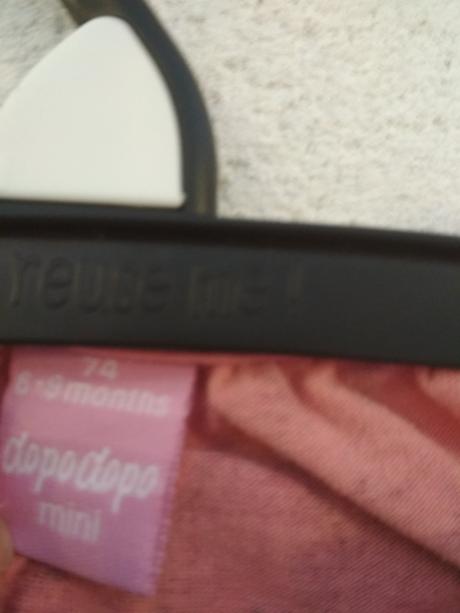 reuse me!
74
6-9 months
dopodopo
mini